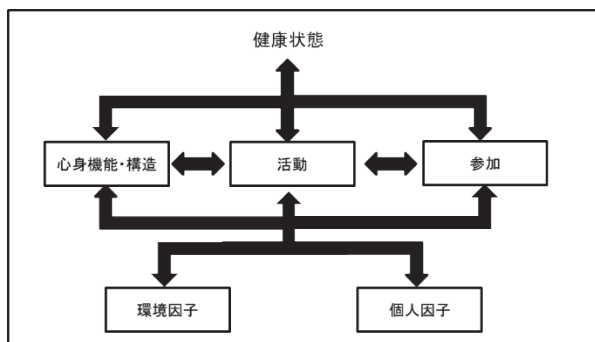 健康状態
心身機能・構造
活動
参加
環境因子
個人因子